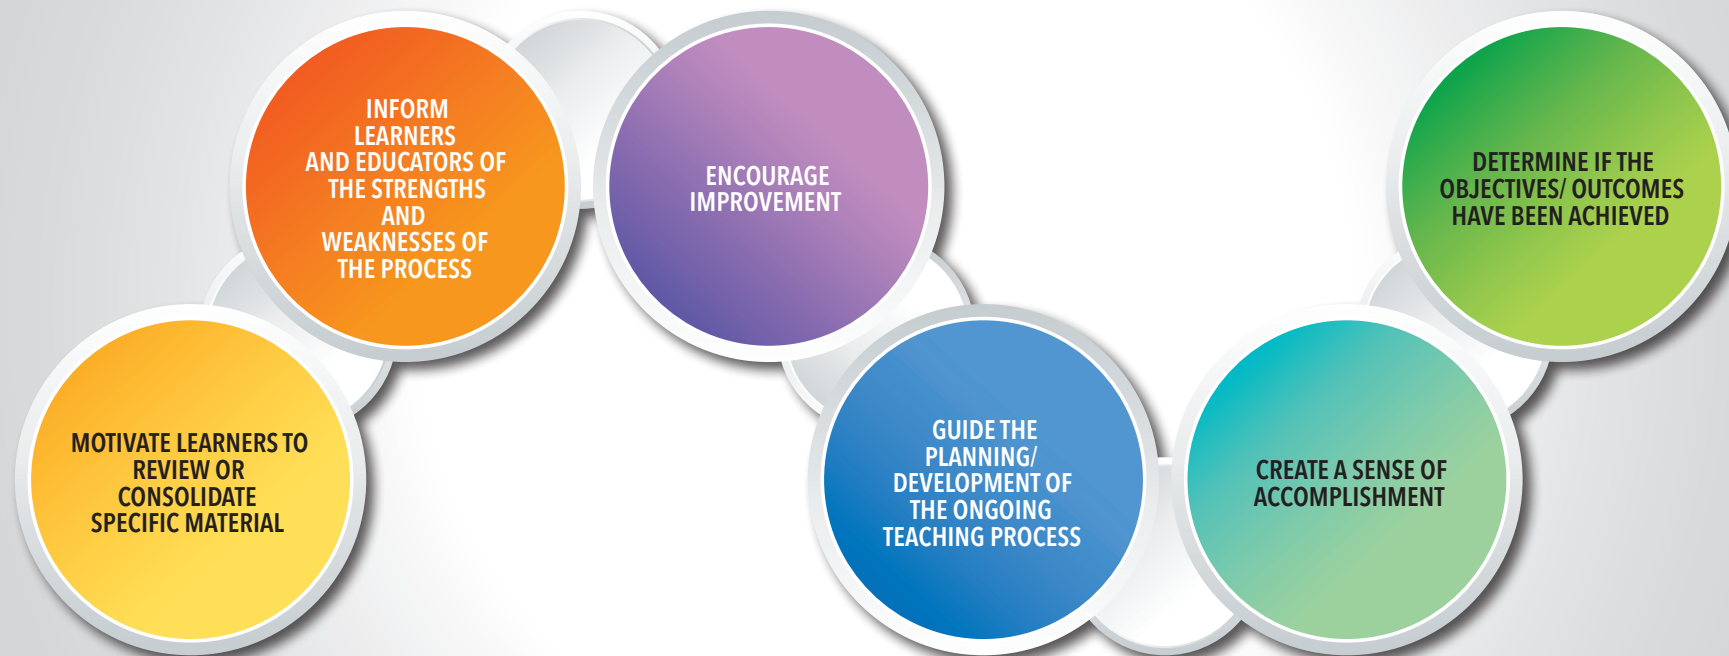 MOTIVATE LEARNERS TO
REVIEW OR
CONSOLIDATE
SPECIFIC MATERIAL
INFORM
LEARNERS
AND EDUCATORS OF
THE STRENGTHS
AND
WEAKNESSES OF
THE PROCESS
ENCOURAGE
IMPROVEMENT
GUIDE THE
PLANNING/
DEVELOPMENT OF
THE ONGOING
TEACHING PROCESS
CREATE A SENSE OF
ACCOMPLISHMENT
DETERMINE IF THE
OBJECTIVES/ OUTCOMES
HAVE BEEN ACHIEVED